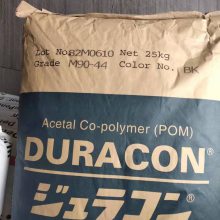 Lot No.82M0610 Net 25kg
Grade M90-44 Color No. BK
Acetal Co-polymer (POM)
DURACON®
ジュラコン®